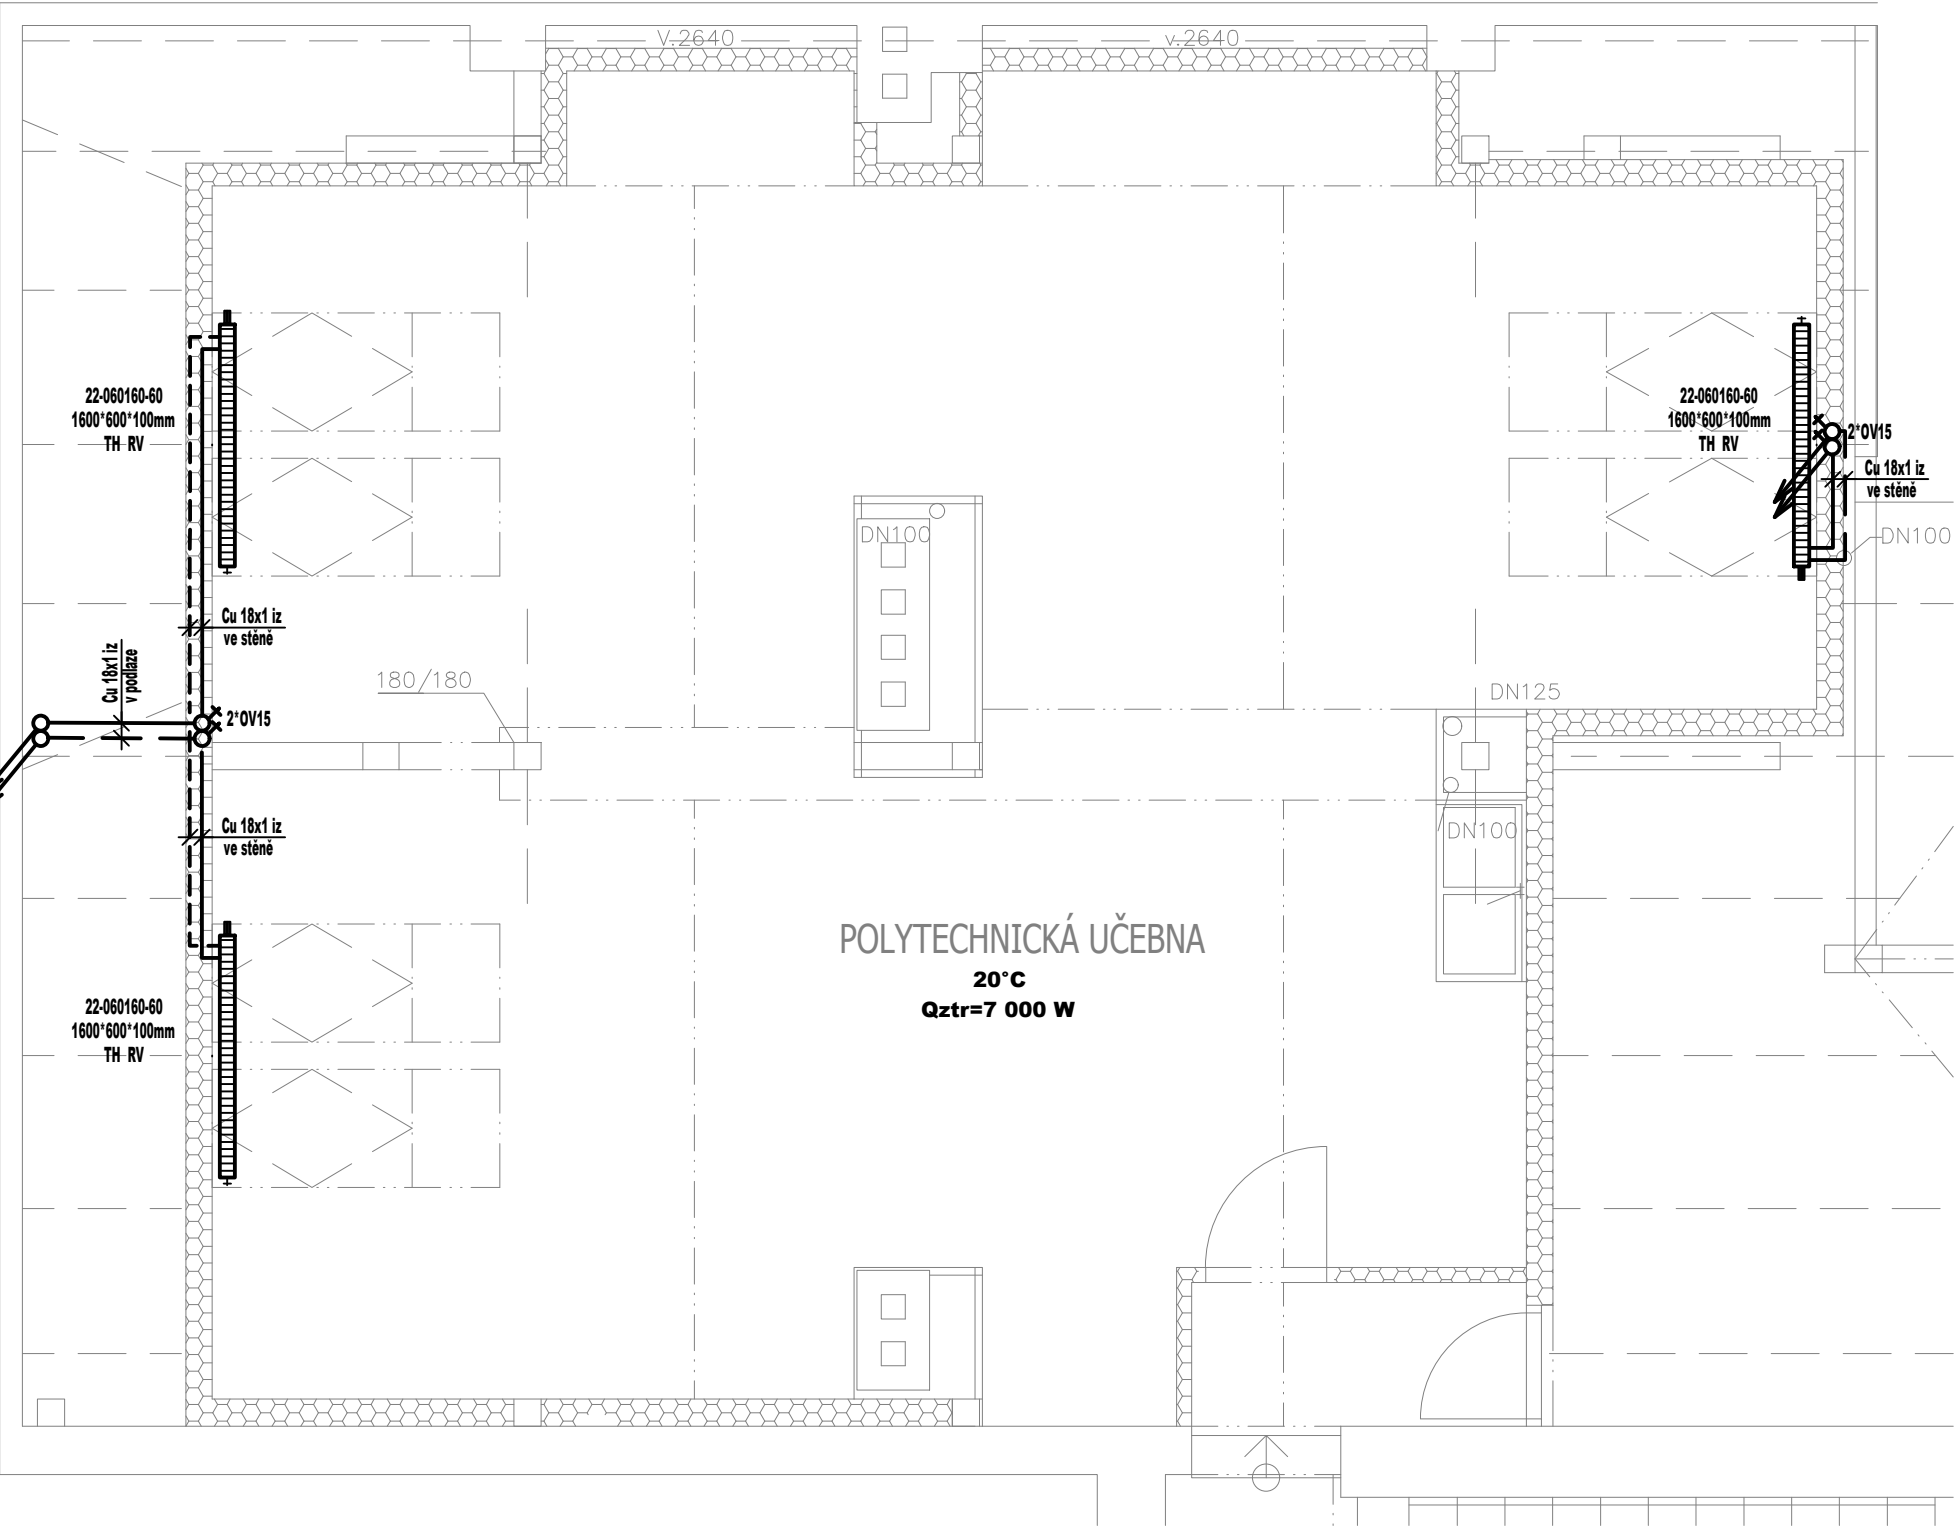 V.2640
v.2640
22-060160-60
1600*600*100mm
TH RV
22-060160-60
1600*600*100mm
TH RV
2*OV15
Cu 18x1 iz
ve stěně
DN100
DN100
Cu 18x1 iz
ve stěně
Cu 18x1 iz
v podlaze
180/180
DN125
2*OV15
Cu 18x1 iz
ve stěně
DN100
POLYTECHNICKÁ UČEBNA
20°C
Qztr=7 000 W
22-060160-60
1600*600*100mm
TH RV